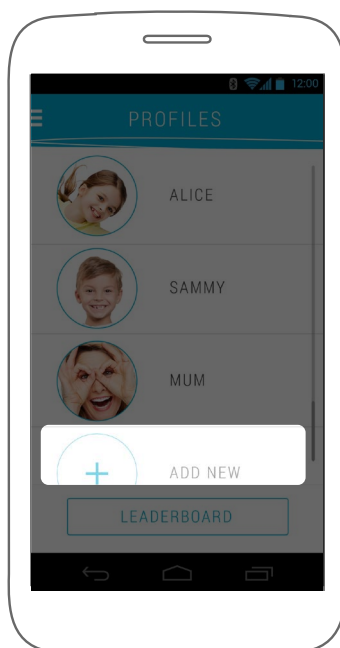 12:00
PROFILES
ALICE
SAMMY
MUM
ADD NEW
LEADERBOARD